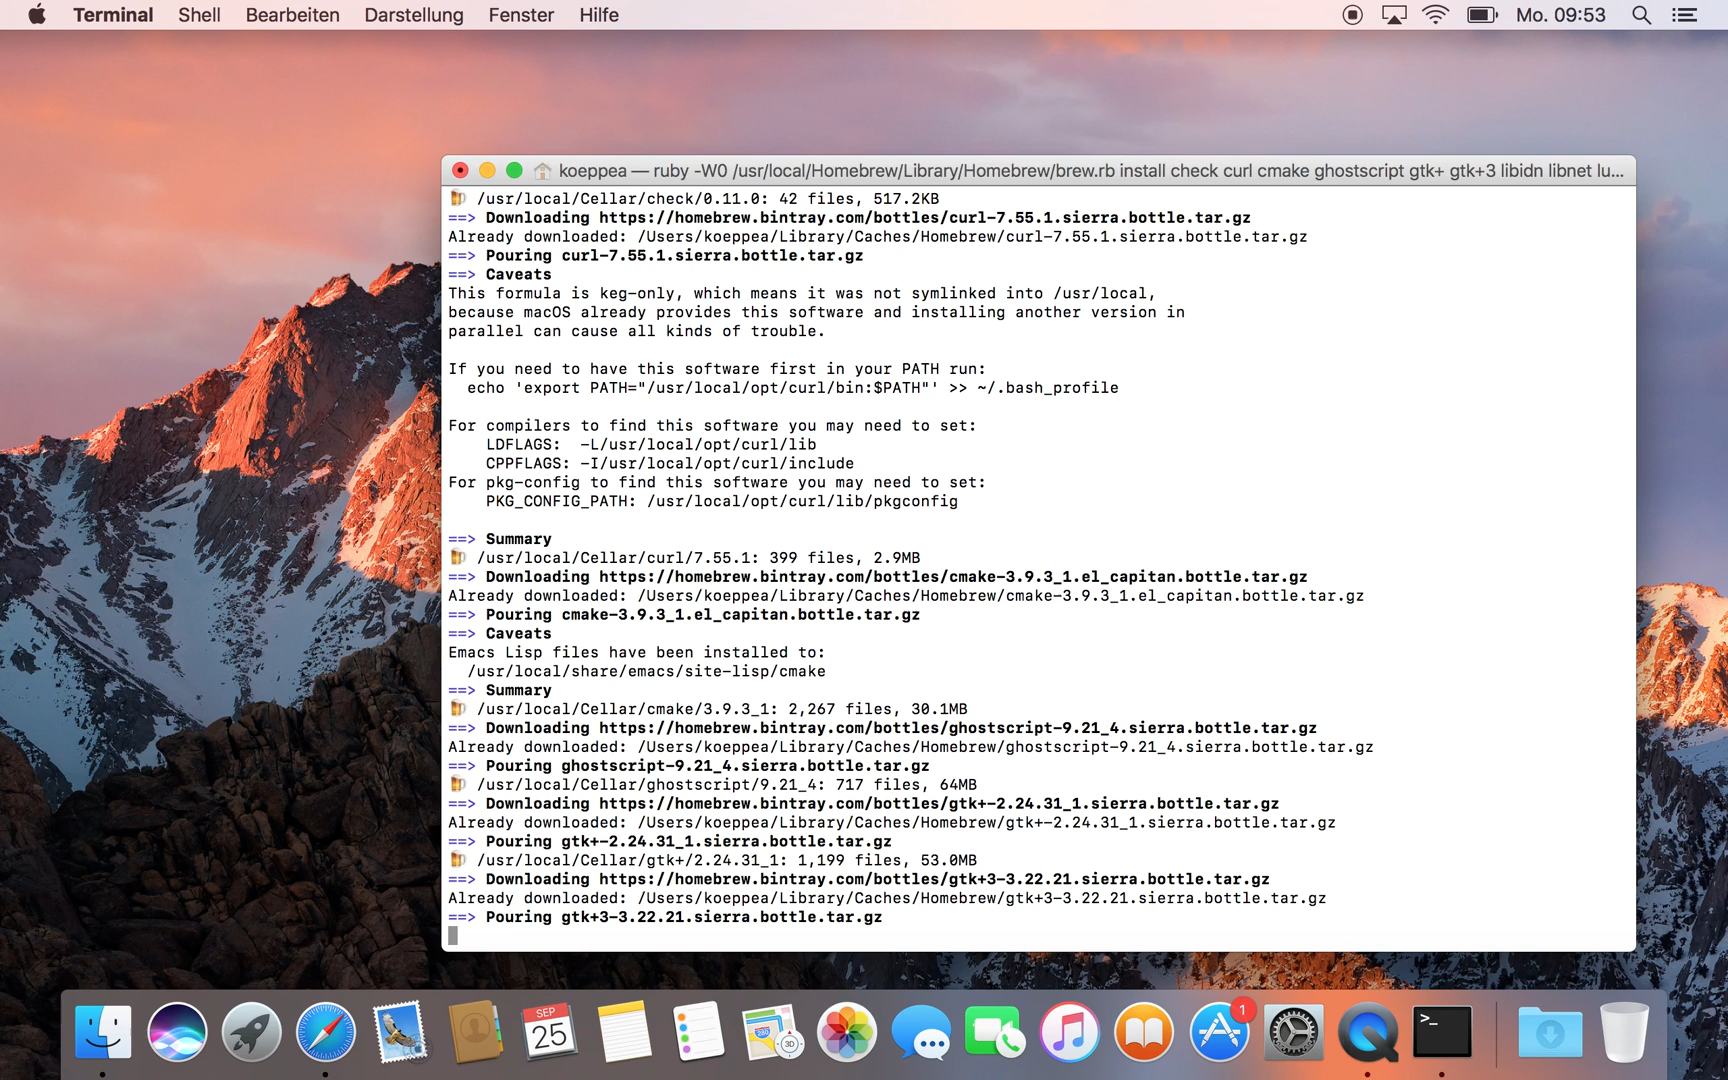 Terminal Shell Bearbeiten Darstellung Fenster Hilfe Mo. 09:53
koeppea — ruby -W0 /usr/local/Homebrew/Library/Homebrew/brew.rb install check curl cmake ghostscript gtk+ gtk+3 libidn libnet lu...
/usr/local/Cellar/check/0.11.0: 42 files, 517.2KB
==> Downloading https://homebrew.bintray.com/bottles/curl-7.55.1.sierra.bottle.tar.gz
Already downloaded: /Users/koeppea/Library/Caches/Homebrew/curl-7.55.1.sierra.bottle.tar.gz
==> Pouring curl-7.55.1.sierra.bottle.tar.gz
==> Caveats
This formula is keg-only, which means it was not symlinked into /usr/local,
because macOS already provides this software and installing another version in
parallel can cause all kinds of trouble.
If you need to have this software first in your PATH run:
echo 'export PATH="/usr/local/opt/curl/bin:$PATH"' >> ~/.bash_profile
For compilers to find this software you may need to set:
LDFLAGS:  -L/usr/local/opt/curl/lib
CPPFLAGS: -I/usr/local/opt/curl/include
For pkg-config to find this software you may need to set:
PKG_CONFIG_PATH: /usr/local/opt/curl/lib/pkgconfig
==> Summary
/usr/local/Cellar/curl/7.55.1: 399 files, 2.9MB
==> Downloading https://homebrew.bintray.com/bottles/cmake-3.9.3_1.el_capitan.bottle.tar.gz
Already downloaded: /Users/koeppea/Library/Caches/Homebrew/cmake-3.9.3_1.el_capitan.bottle.tar.gz
==> Pouring cmake-3.9.3_1.el_capitan.bottle.tar.gz
==> Caveats
Emacs Lisp files have been installed to:
/usr/local/share/emacs/site-lisp/cmake
==> Summary
/usr/local/Cellar/cmake/3.9.3_1: 2,267 files, 30.1MB
==> Downloading https://homebrew.bintray.com/bottles/ghostscript-9.21_4.sierra.bottle.tar.gz
Already downloaded: /Users/koeppea/Library/Caches/Homebrew/ghostscript-9.21_4.sierra.bottle.tar.gz
==> Pouring ghostscript-9.21_4.sierra.bottle.tar.gz
/usr/local/Cellar/ghostscript/9.21_4: 717 files, 64MB
==> Downloading https://homebrew.bintray.com/bottles/gtk+-2.24.31_1.sierra.bottle.tar.gz
Already downloaded: /Users/koeppea/Library/Caches/Homebrew/gtk+-2.24.31_1.sierra.bottle.tar.gz
==> Pouring gtk+-2.24.31_1.sierra.bottle.tar.gz
/usr/local/Cellar/gtk+/2.24.31_1: 1,199 files, 53.0MB
==> Downloading https://homebrew.bintray.com/bottles/gtk+3-3.22.21.sierra.bottle.tar.gz
Already downloaded: /Users/koeppea/Library/Caches/Homebrew/gtk+3-3.22.21.sierra.bottle.tar.gz
==> Pouring gtk+3-3.22.21.sierra.bottle.tar.gz
SEP
25
280
3D
1
>_